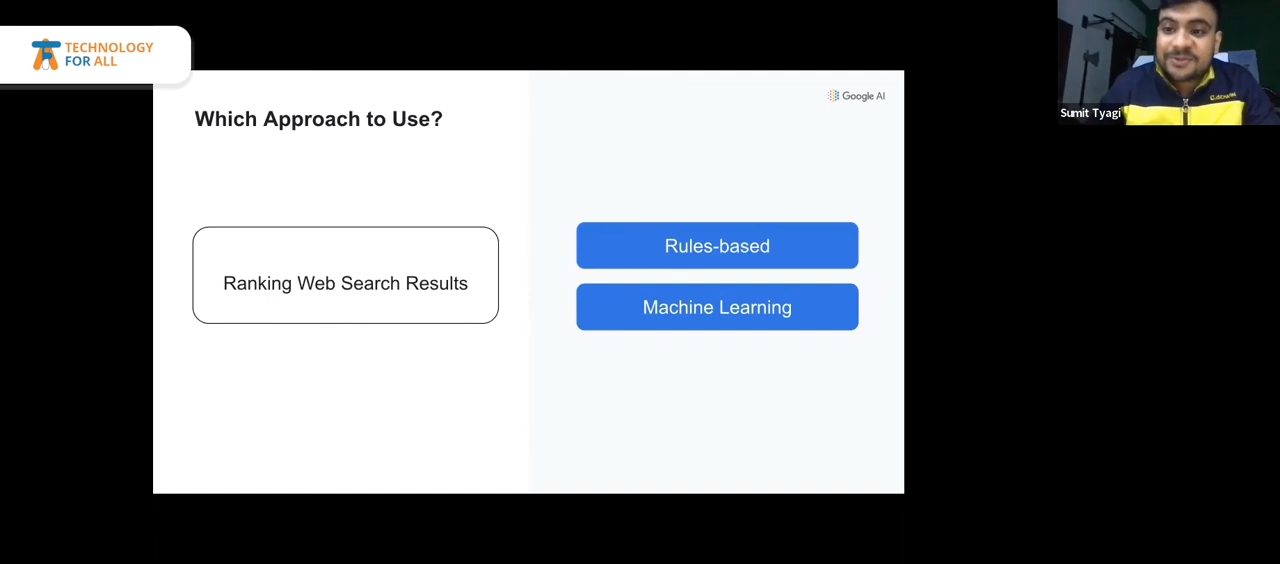 TECHNOLOGY
FOR ALL
Google AI
Which Approach to Use?
Ranking Web Search Results
Rules-based
Machine Learning
Sumit Tyagi